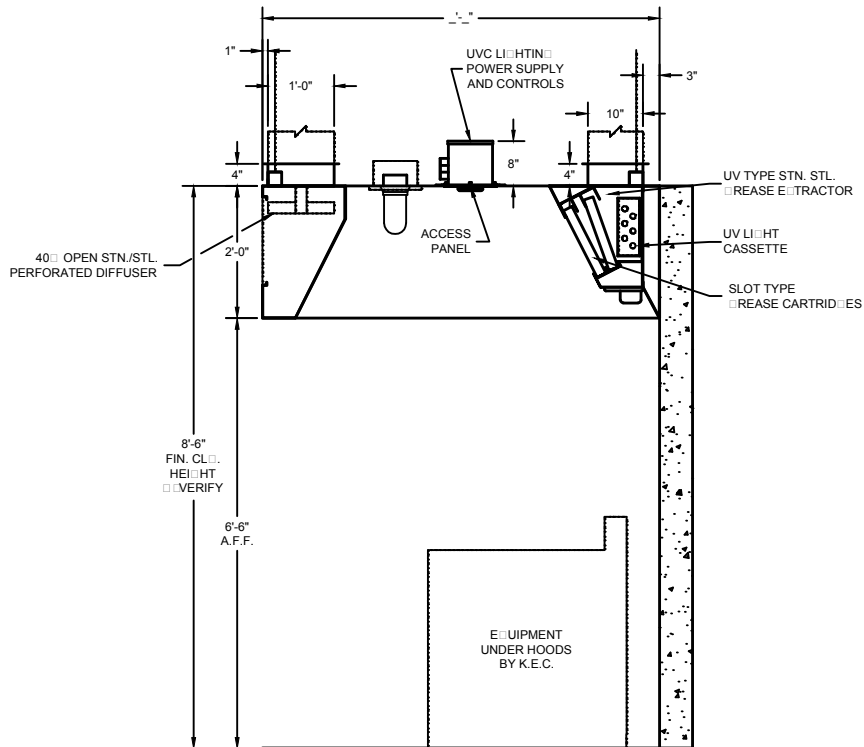 _'-_"
1"
UVC LI□HTIN□
POWER SUPPLY
AND CONTROLS
3"
1'-0"
10"
8"
4"
4"
UV TYPE STN. STL.
□REASE E□TRACTOR
ACCESS
PANEL
UV LI□HT
CASSETTE
40□ OPEN STN./STL.
PERFORATED DIFFUSER
2'-0"
SLOT TYPE
□REASE CARTRID□ES
8'-6"
FIN. CL□.
HEI□HT
□□VERIFY
6'-6"
A.F.F.
E□UIPMENT
UNDER HOODS
BY K.E.C.